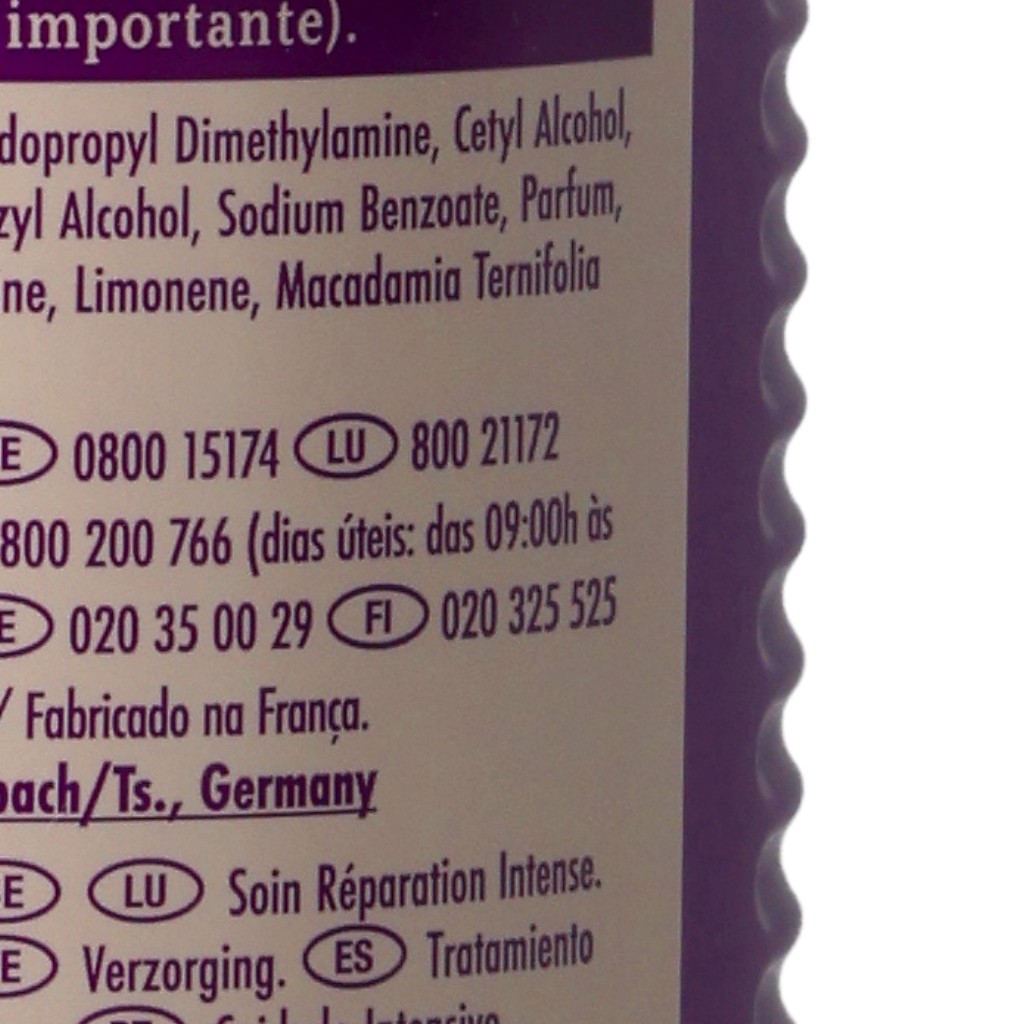 importante).
dopropyl Dimethylamine, Cetyl Alcohol,
zyl Alcohol, Sodium Benzoate, Parfum,
ne, Limonene, Macadamia Ternifolia
E 0800 15174 LU 800 21172
800 200 766 (dias úteis: das 09:00h às
E 020 35 00 29 FI 020 325 525
/ Fabricado na França.
bach/Ts., Germany
E LU Soin Réparation Intense.
E Verzorging. ES Tratamiento